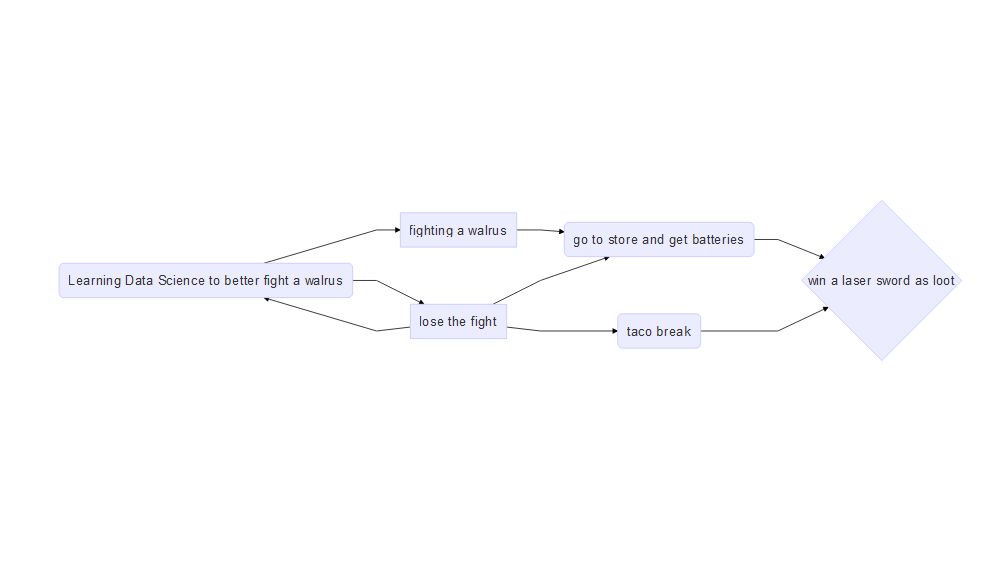 Learning Data Science to better fight a walrus
fighting a walrus
lose the fight
go to store and get batteries
taco break
win a laser sword as loot